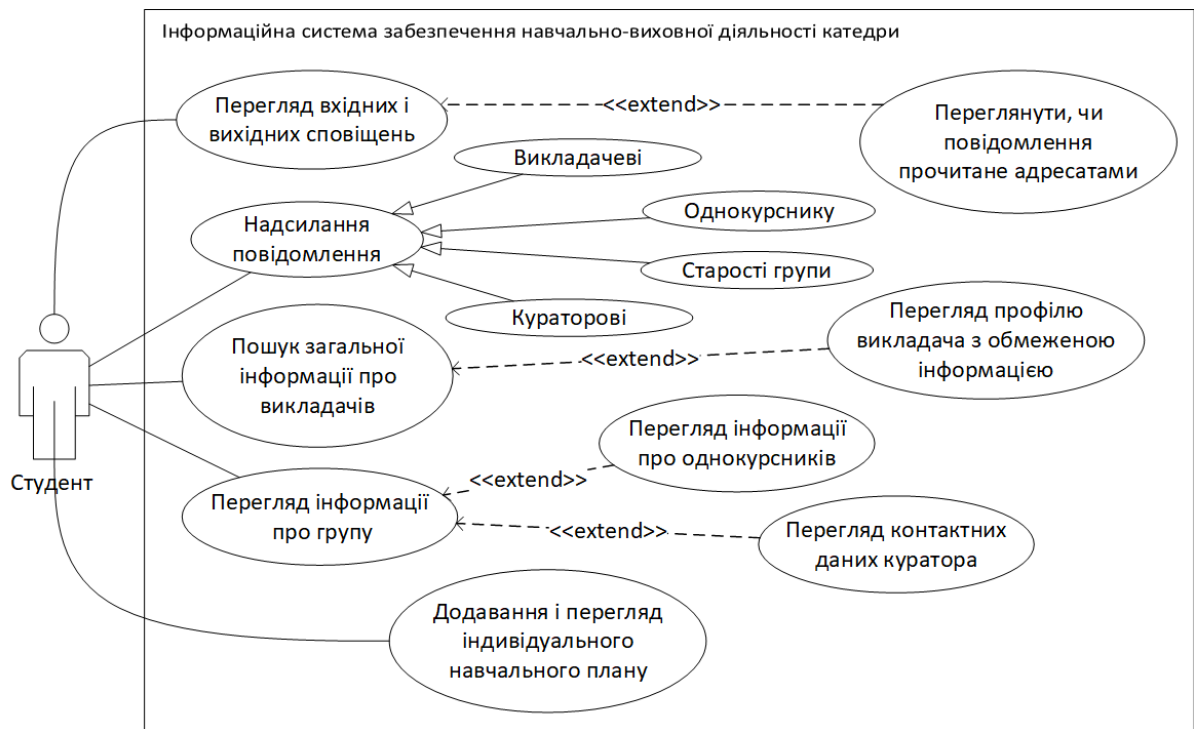 Інформаційна система забезпечення навчально-виховної діяльності катедри
Перегляд вхідних і
вихідних сповіщень
<<extend>>
Переглянути, чи
повідомлення
прочитане адресатами
Викладачеві
Надсилання
повідомлення
Однокурснику
Старості групи
Кураторові
Пошук загальної
інформації про
викладачів
<<extend>>
Перегляд профілю
викладача з обмеженою
інформацією
Студент
Перегляд інформації
про групу
<<extend>>
Перегляд інформації
про однокурсників
<<extend>>
Перегляд контактних
даних куратора
Додавання і перегляд
індивідуального
навчального плану